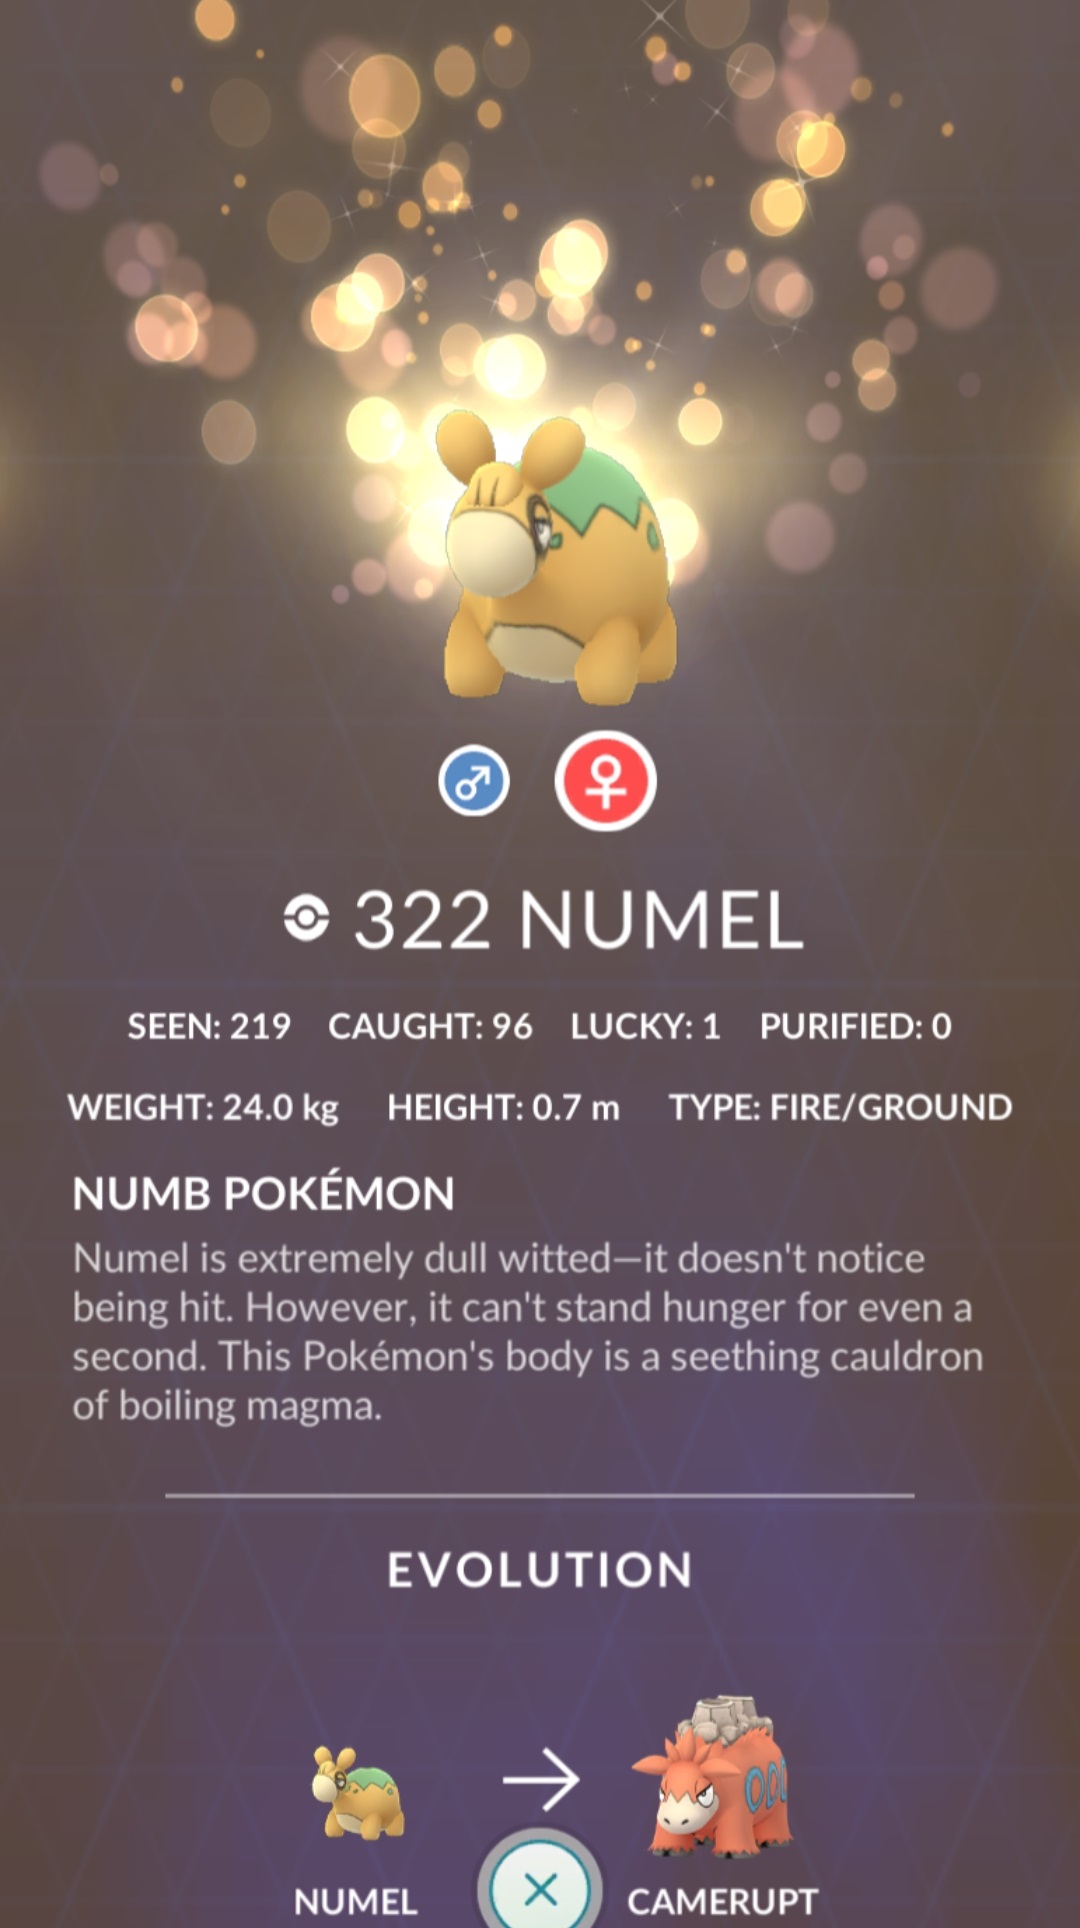 322 NUMEL
SEEN: 219 CAUGHT: 96 LUCKY: 1 PURIFIED: 0
WEIGHT: 24.0 kg HEIGHT: 0.7 m TYPE: FIRE/GROUND
NUMB POKÉMON
Numel is extremely dull witted—it doesn't notice
being hit. However, it can't stand hunger for even a
second. This Pokémon's body is a seething cauldron
of boiling magma.
EVOLUTION
NUMEL CAMERUPT